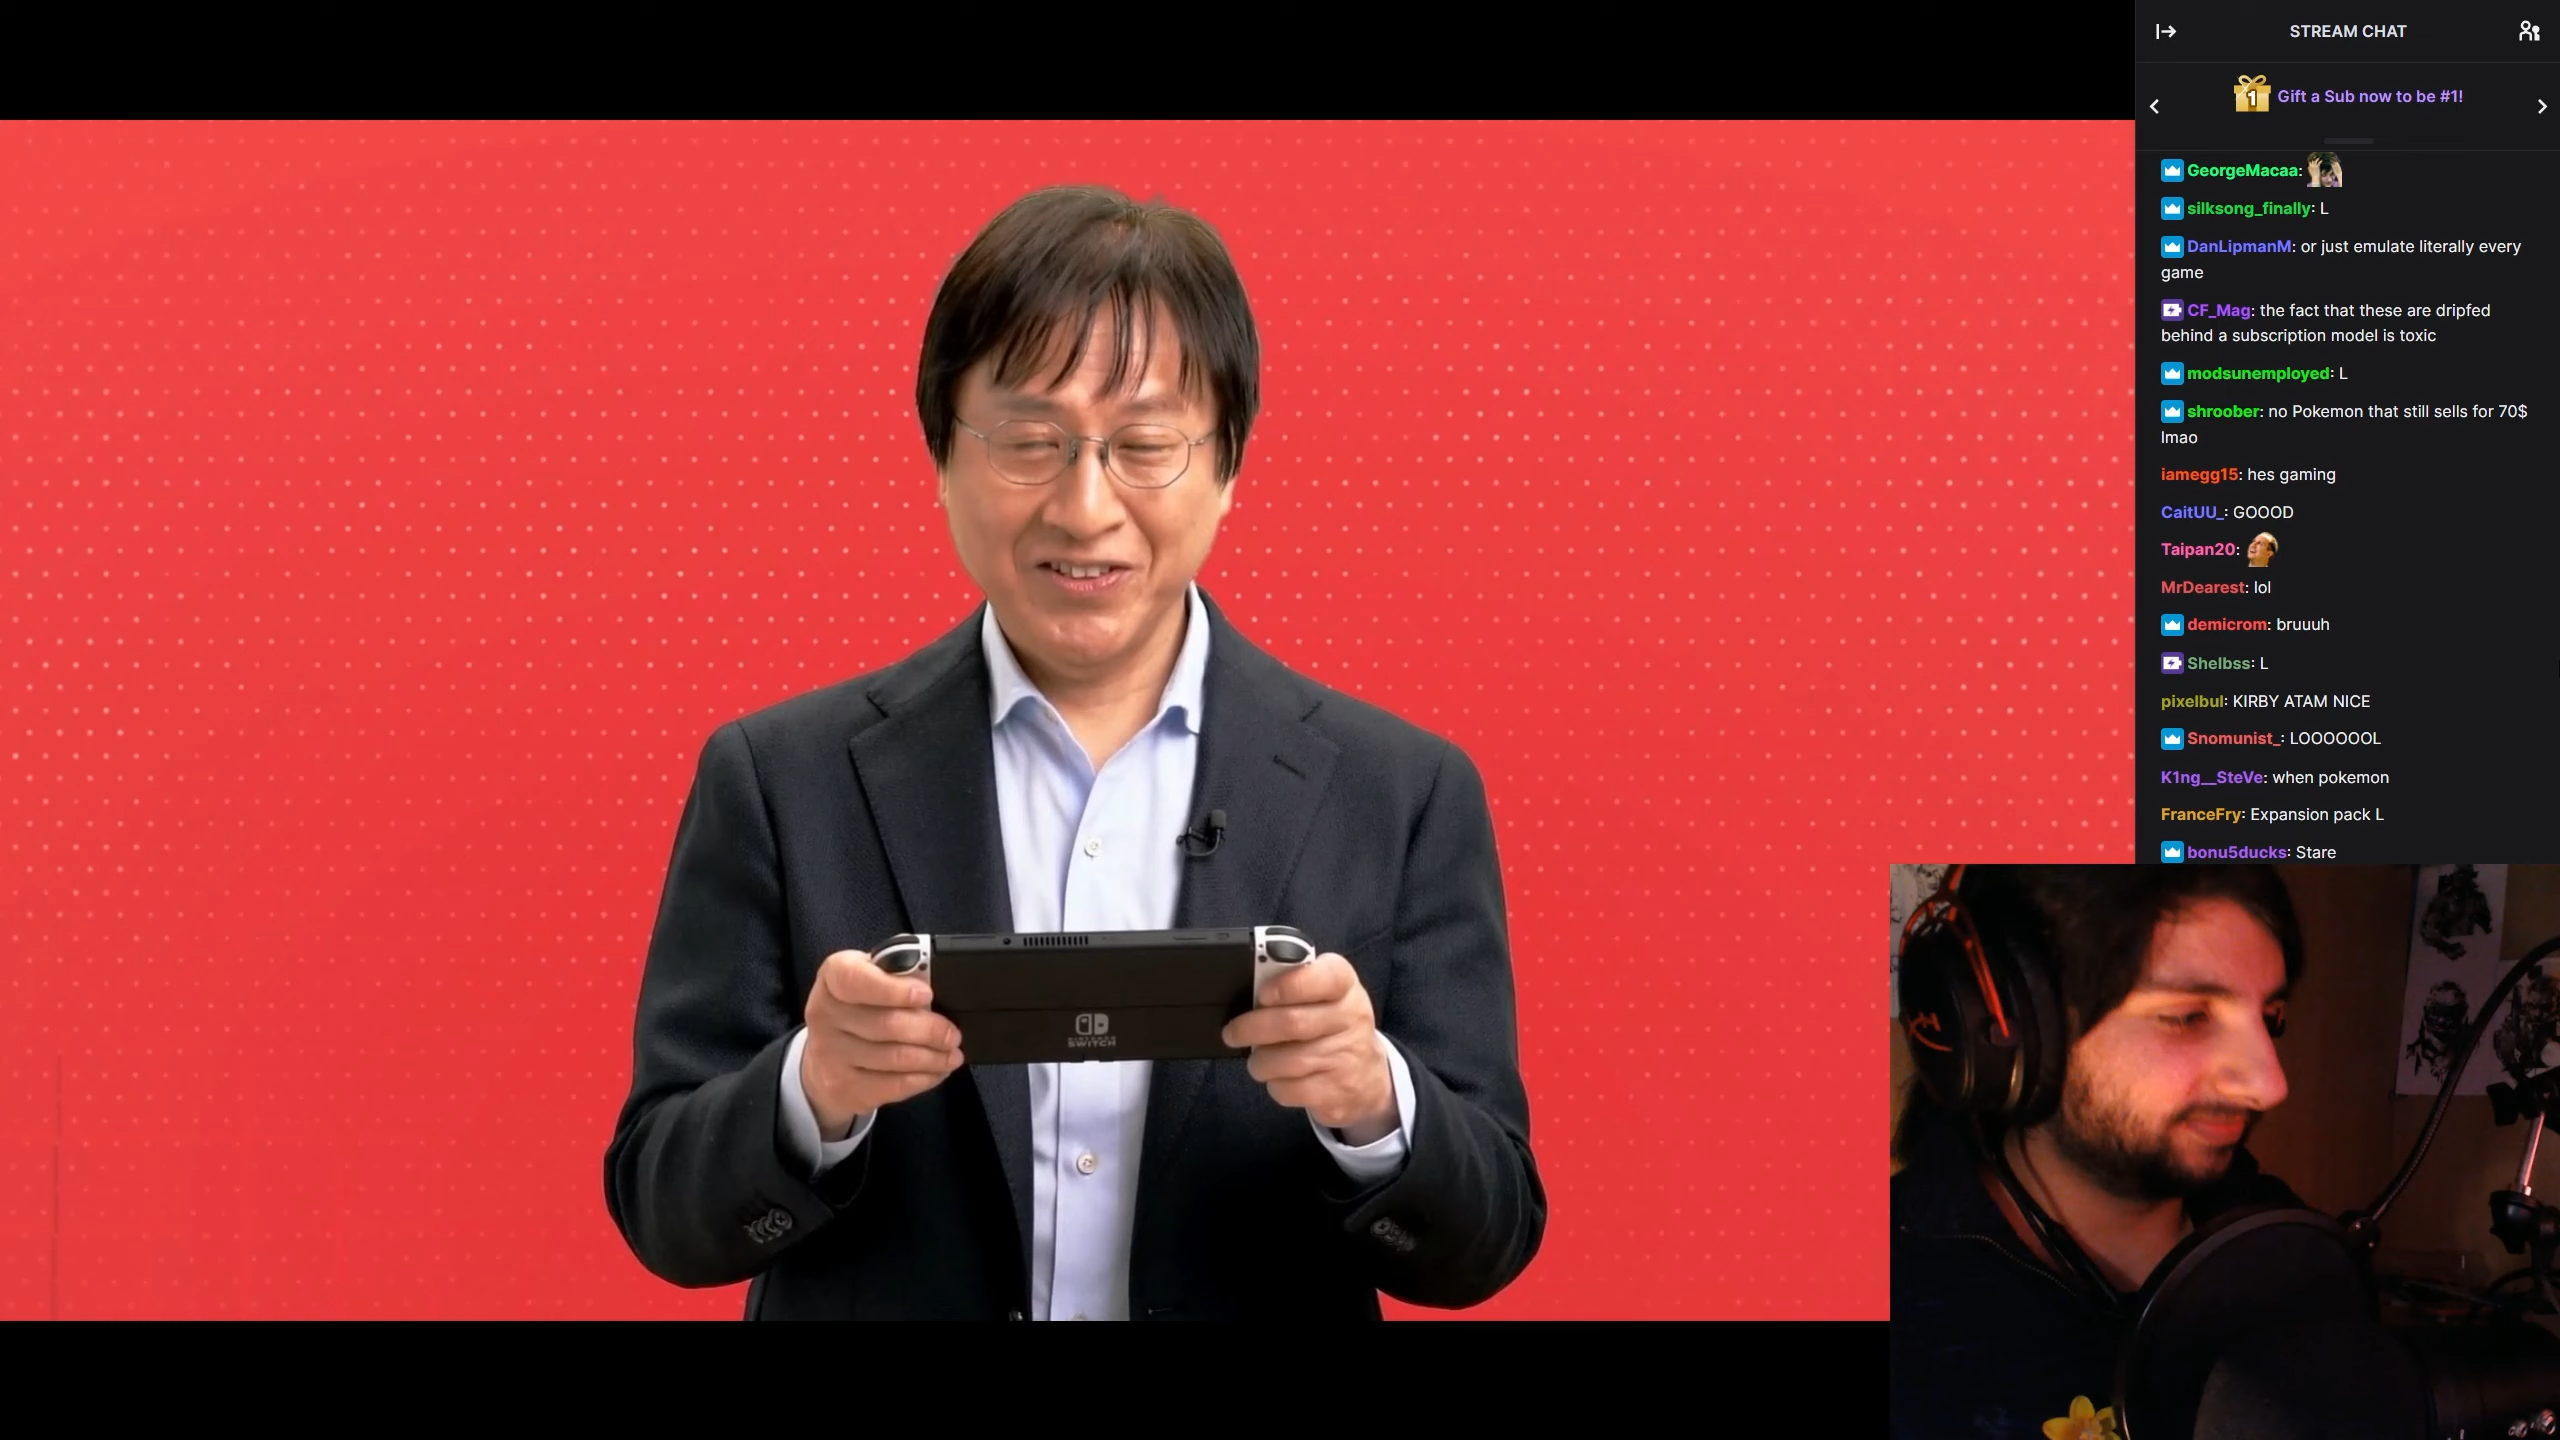 STREAM CHAT
1
Gift a Sub now to be #1!
GeorgeMacaa:
silksong_finally: L
DanLipmanM: or just emulate literally every
game
CF_Mag: the fact that these are dripfed
behind a subscription model is toxic
modsunemployed: L
shroober: no Pokemon that still sells for 70$
lmao
iamegg15: hes gaming
CaitUU_: GOOOD
Taipan20:
MrDearest: lol
demicrom: bruuuh
Shelbss: L
pixelbul: KIRBY ATAM NICE
Snomunist_: LOOOOOOL
K1ng__SteVe: when pokemon
FranceFry: Expansion pack L
bonu5ducks: Stare
NINTENDO
SWITCH